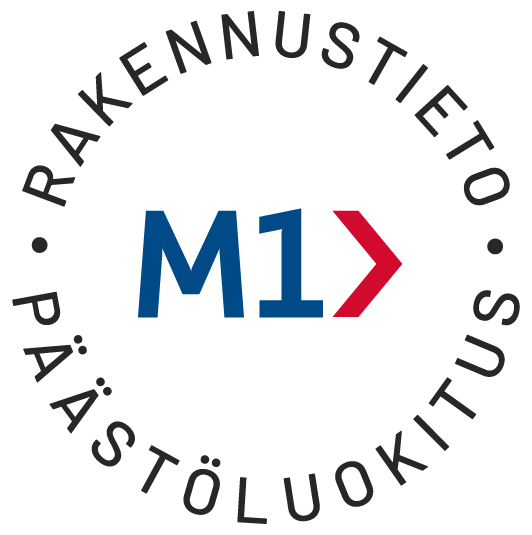 RAKENNUSTIETO
M1
• PÄÄSTÖLUOKITUS •